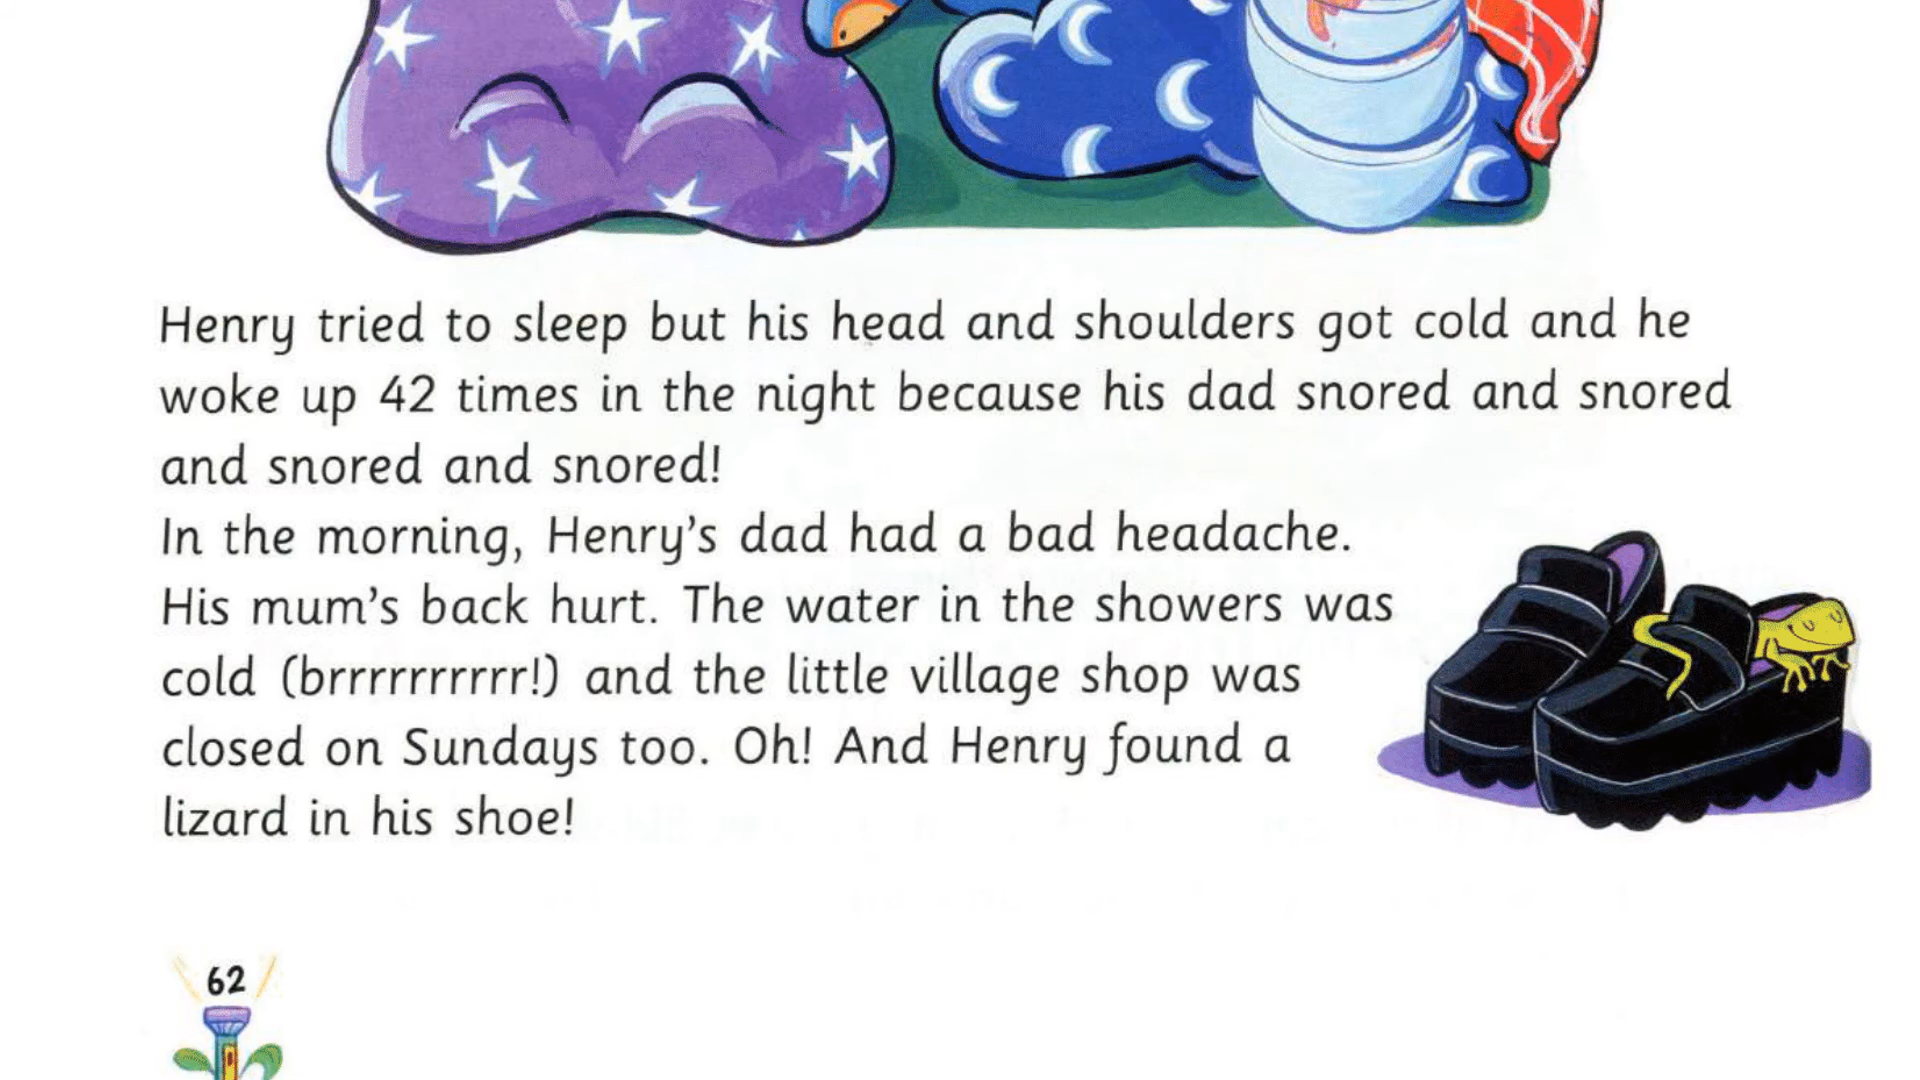 Henry tried to sleep but his head and shoulders got cold and he
woke up 42 times in the night because his dad snored and snored
and snored and snored!
In the morning, Henry's dad had a bad headache.
His mum's back hurt. The water in the showers was
cold (brrrrrrrrrr!) and the little village shop was
closed on Sundays too. Oh! And Henry found a
lizard in his shoe!
62